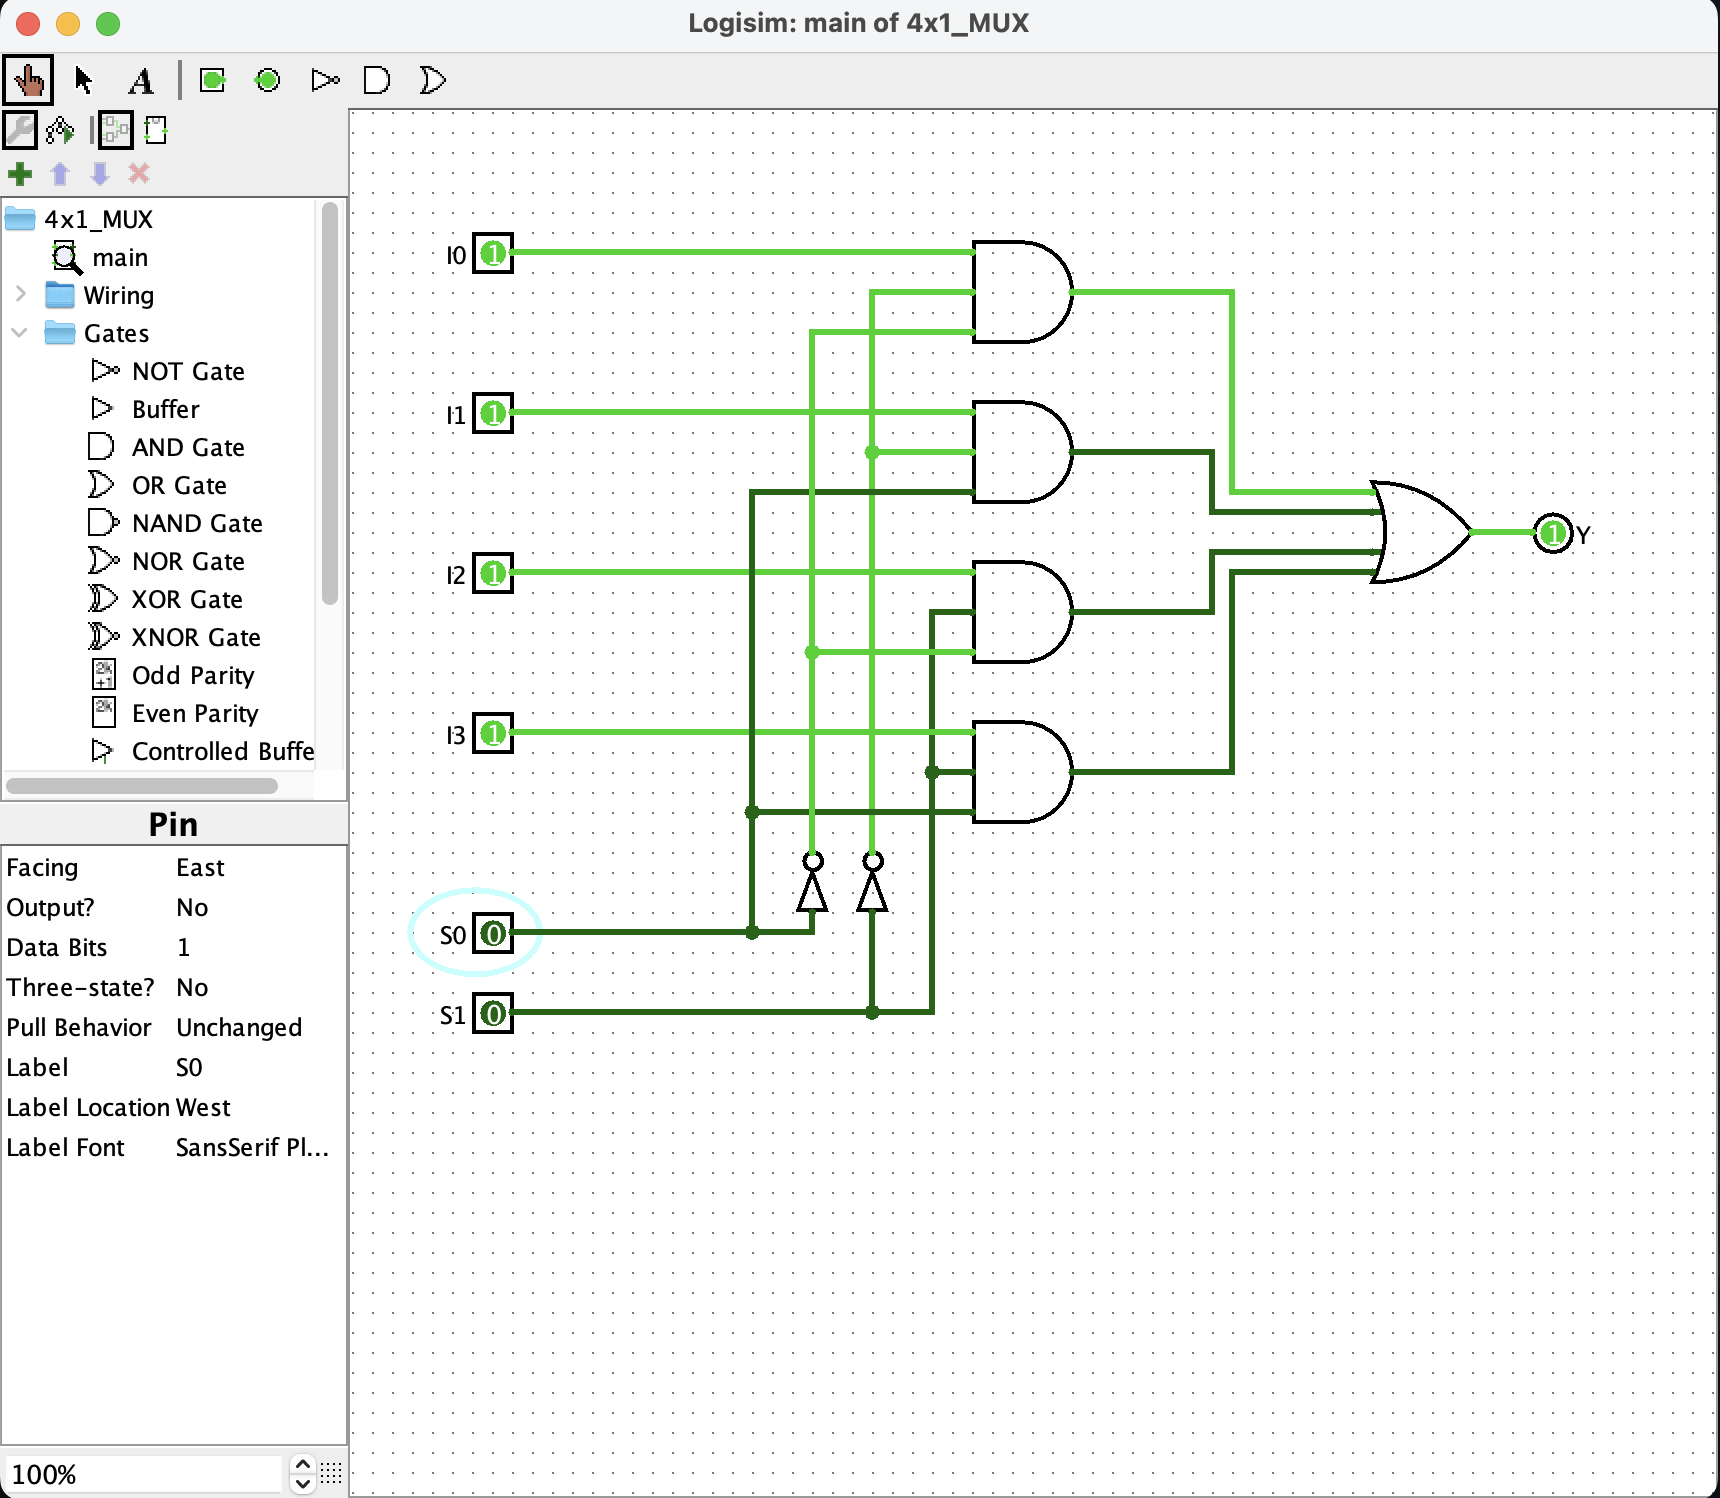 Logisim: main of 4x1_MUX
A
4x1_MUX
main
Wiring
Gates
NOT Gate
Buffer
AND Gate
OR Gate
NAND Gate
NOR Gate
XOR Gate
XNOR Gate
2k+1 Odd Parity
2k Even Parity
Controlled Buffe
Pin
Facing East
Output? No
Data Bits 1
Three-state? No
Pull Behavior Unchanged
Label S0
Label Location West
Label Font SansSerif Pl...
100%
I0 1
I1 1
I2 1
I3 1
S0 0
S1 0
1 Y